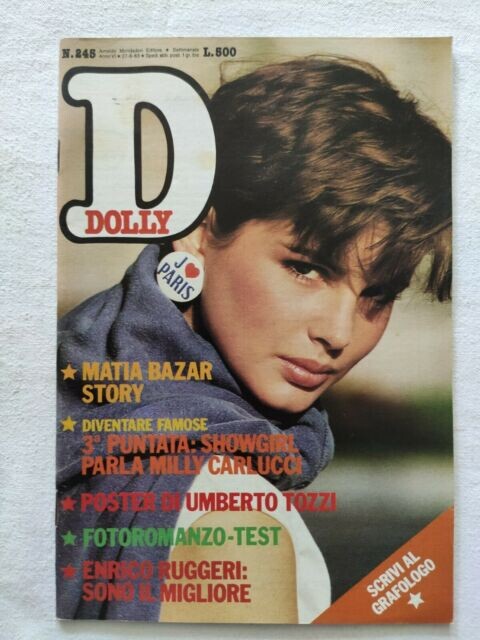 N.245
Arnoldo Mondadori Editore ★ Settimanale
L.500
D
DOLLY
J ❤
PARIS
★ MATIA BAZAR
STORY
★ DIVENTARE FAMOSE
3ª PUNTATA: SHOWGIRL
PARLA MILLY CARLUCCI
★ POSTER DI UMBERTO TOZZI
★ FOTOROMANZO-TEST
★ ENRICO RUGGERI:
SONO IL MIGLIORE
SCRIVI AL
GRAFOLOGO
★